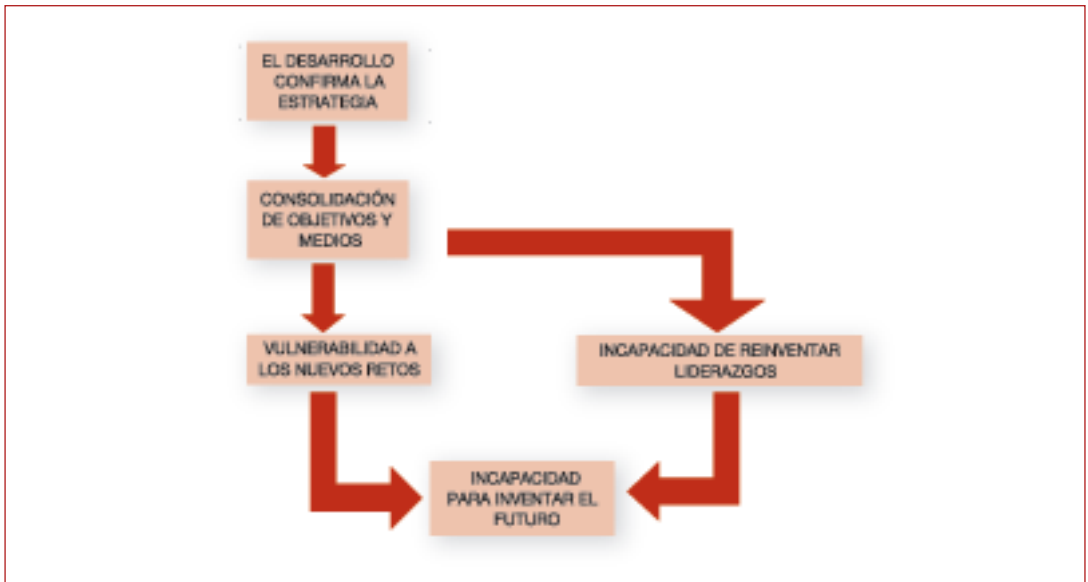 EL DESARROLLO
CONFIRMA LA
ESTRATEGIA
CONSOLIDACIÓN
DE OBJETIVOS Y
MEDIOS
VULNERABILIDAD A
LOS NUEVOS RETOS
INCAPACIDAD DE REINVENTAR
LIDERAZGOS
INCAPACIDAD
PARA INVENTAR EL
FUTURO